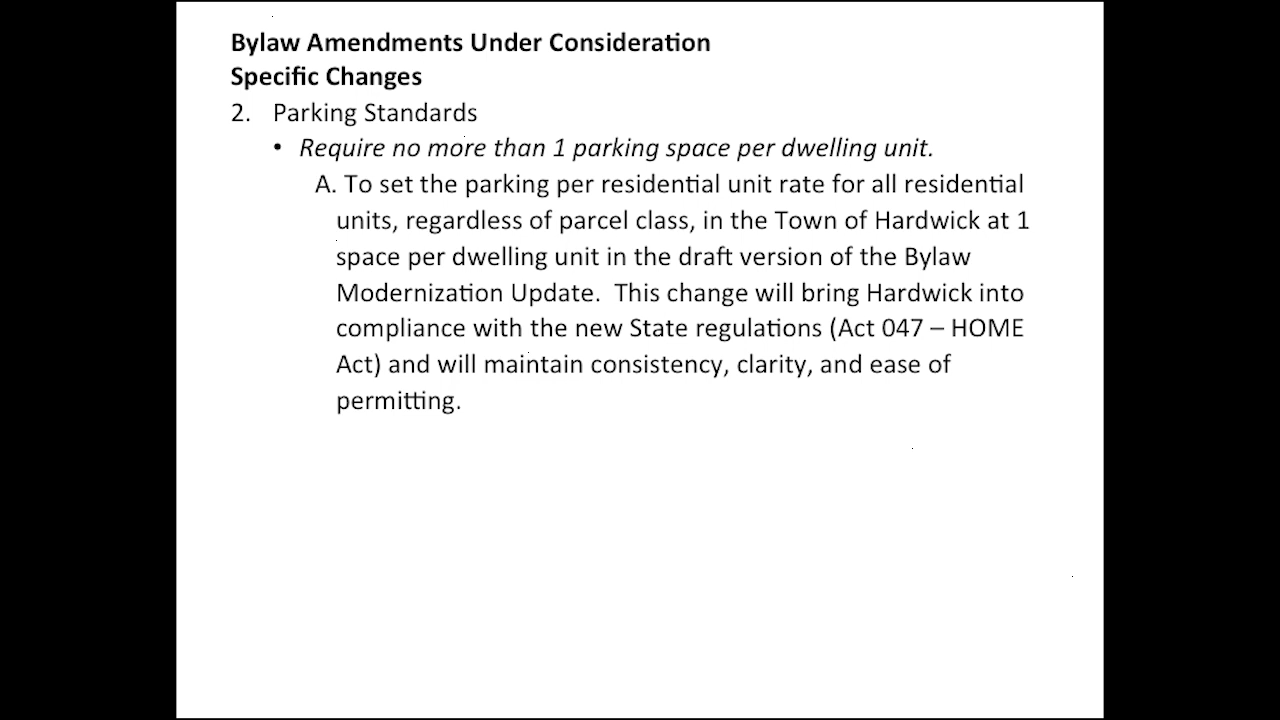 Bylaw Amendments Under Consideration
Specific Changes
2. Parking Standards
• Require no more than 1 parking space per dwelling unit.
A. To set the parking per residential unit rate for all residential
units, regardless of parcel class, in the Town of Hardwick at 1
space per dwelling unit in the draft version of the Bylaw
Modernization Update.  This change will bring Hardwick into
compliance with the new State regulations (Act 047 – HOME
Act) and will maintain consistency, clarity, and ease of
permitting.